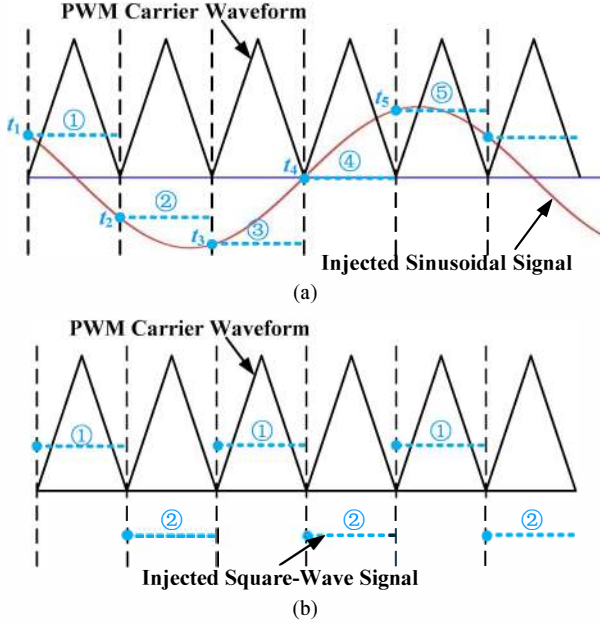 PWM Carrier Waveform
t1 ① t5 ⑤
t4 ④
t2 ②
t3 ③
Injected Sinusoidal Signal
(a)
PWM Carrier Waveform
① ① ①
② ② ②
Injected Square-Wave Signal
(b)